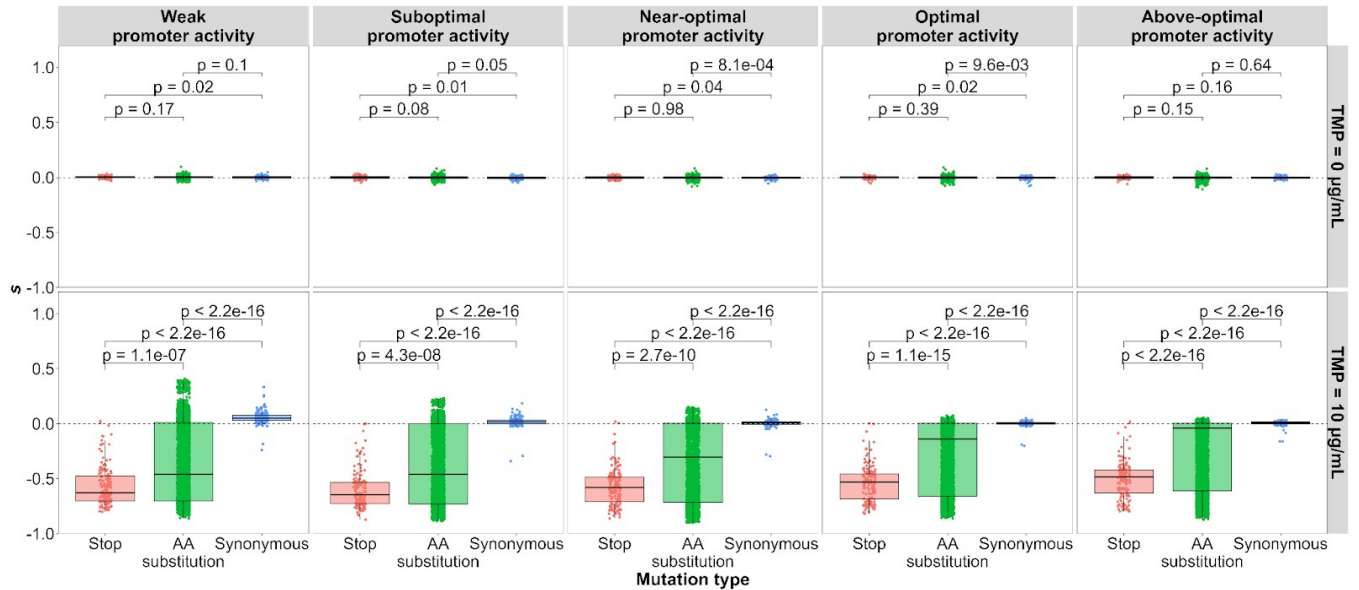 Weak
promoter activity
Suboptimal
promoter activity
Near-optimal
promoter activity
Optimal
promoter activity
Above-optimal
promoter activity
1.0
0.5
0.0
-0.5
-1.0
p = 0.1
p = 0.02
p = 0.17
p = 0.05
p = 0.01
p = 0.08
p = 8.1e-04
p = 0.04
p = 0.98
p = 9.6e-03
p = 0.02
p = 0.39
p = 0.64
p = 0.16
p = 0.15
TMP = 0 µg/mL
s
1.0
0.5
0.0
-0.5
-1.0
p < 2.2e-16
p < 2.2e-16
p = 1.1e-07
p < 2.2e-16
p < 2.2e-16
p = 4.3e-08
p < 2.2e-16
p < 2.2e-16
p = 2.7e-10
p < 2.2e-16
p < 2.2e-16
p = 1.1e-15
p < 2.2e-16
p < 2.2e-16
p < 2.2e-16
TMP = 10 µg/mL
Stop
AA
substitution
Synonymous
Stop
AA
substitution
Synonymous
Stop
AA
substitution
Synonymous
Stop
AA
substitution
Synonymous
Stop
AA
substitution
Synonymous
Mutation type